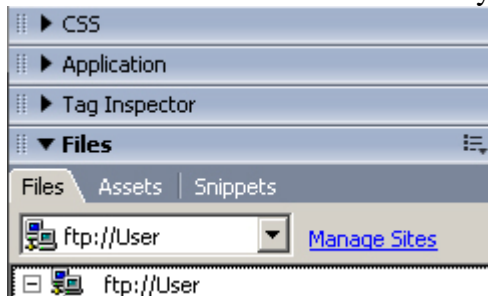 y
CSS
Application
Tag Inspector
Files
Files Assets Snippets
ftp://User Manage Sites
ftp://User